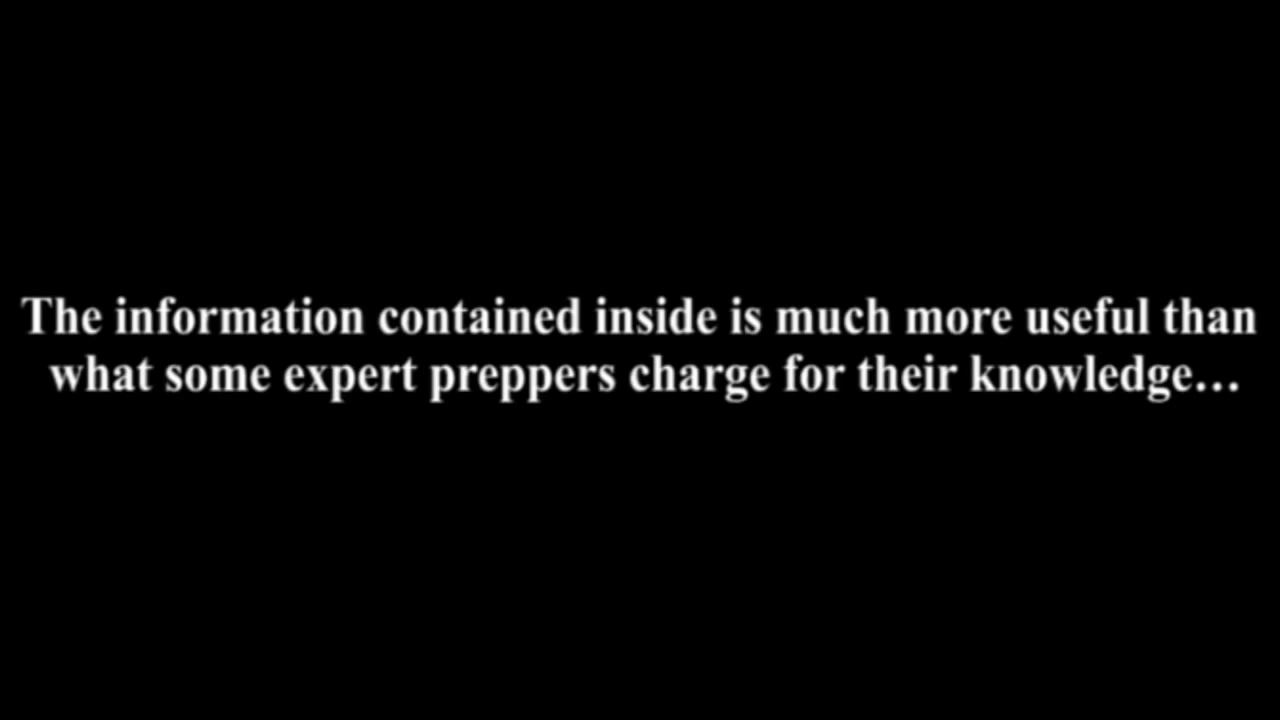 The information contained inside is much more useful than
what some expert preppers charge for their knowledge…